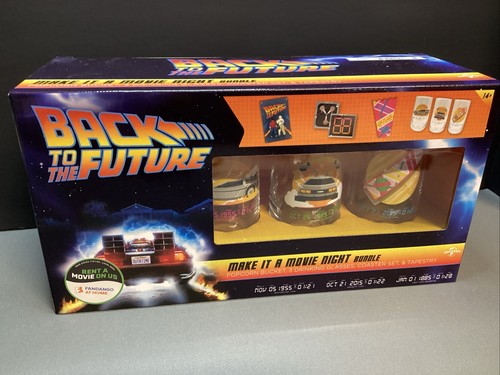 BACK
TO THE FUTURE
MAKE IT A MOVIE NIGHT BUNDLE
14+
BACK
TO
THE FUTURE
RENT A
MOVIE ON US
FANDANGO
AT HOME
MAKE IT A MOVIE NIGHT BUNDLE
POPCORN BUCKET, 3 DRINKING GLASSES, COASTER SET, & TAPESTRY
NOV 05 1955 01:21
OCT 21 2015 01:22
JAN 01 1885 01:28